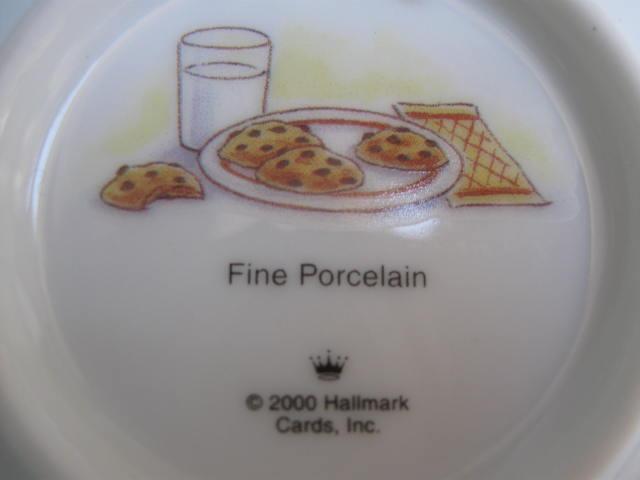 Fine Porcelain
© 2000 Hallmark
Cards, Inc.